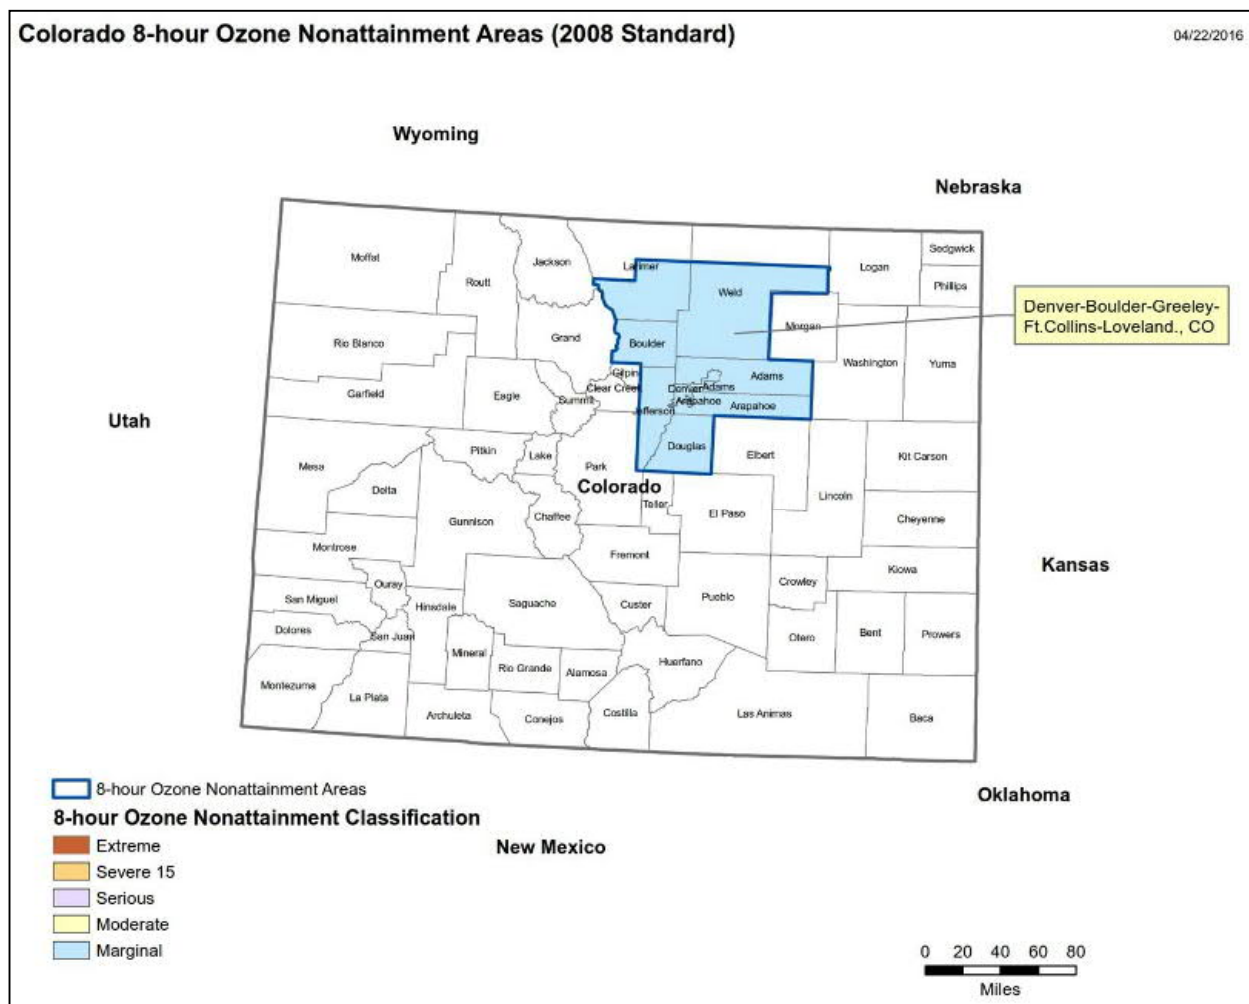 Colorado 8-hour Ozone Nonattainment Areas (2008 Standard)
04/22/2016
Wyoming
Nebraska
Sedgwick
Logan
Jackson
Larimer
Moffat
Routt
Weld
Phillips
Denver-Boulder-Greeley-
Ft.Collins-Loveland., CO
Morgan
Grand
Rio Blanco
Boulder
Washington
Yuma
Gilpin
Adams
Clear Creek
Denver
Adams
Garfield
Eagle
Summit
Arapahoe
Arapahoe
Jefferson
Utah
Douglas
Pitkin
Lake
Elbert
Kit Carson
Mesa
Park
Colorado
Delta
Lincoln
Teller
El Paso
Chaffee
Gunnison
Cheyenne
Montrose
Fremont
Kansas
Kiowa
Ouray
Crowley
San Miguel
Hinsdale
Saguache
Custer
Pueblo
Dolores
San Juan
Otero
Bent
Prowers
Mineral
Rio Grande
Alamosa
Huerfano
Montezuma
La Plata
Archuleta
Conejos
Costilla
Las Animas
Baca
8-hour Ozone Nonattainment Areas
Oklahoma
8-hour Ozone Nonattainment Classification
New Mexico
Extreme
Severe 15
Serious
Moderate
Marginal
0 20 40 60 80
Miles